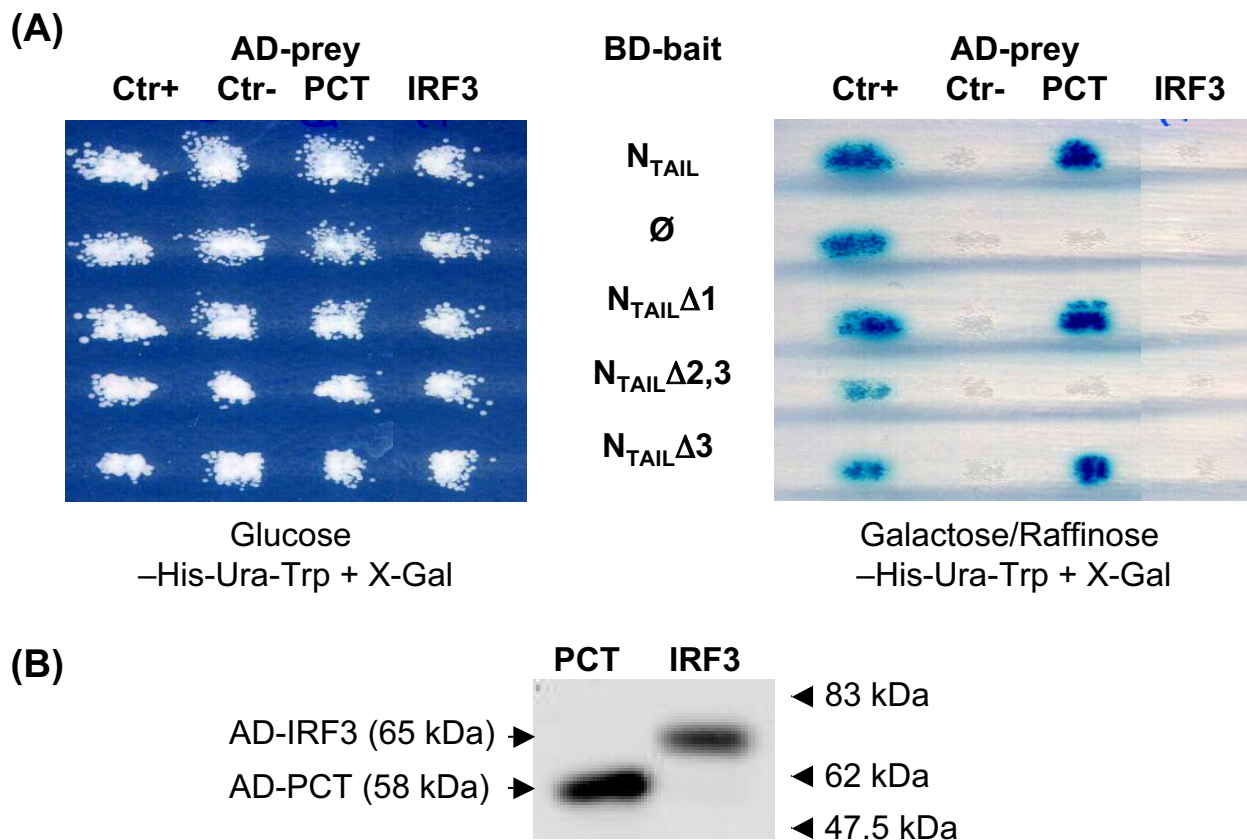 (A)
AD-prey BD-bait AD-prey
Ctr+ Ctr- PCT IRF3 Ctr+ Ctr- PCT IRF3
NTAIL
Ø
NTAILΔ1
NTAILΔ2,3
NTAILΔ3
Glucose Galactose/Raffinose
–His-Ura-Trp + X-Gal –His-Ura-Trp + X-Gal
(B)
PCT IRF3
83 kDa
AD-IRF3 (65 kDa)
AD-PCT (58 kDa) 62 kDa
47,5 kDa